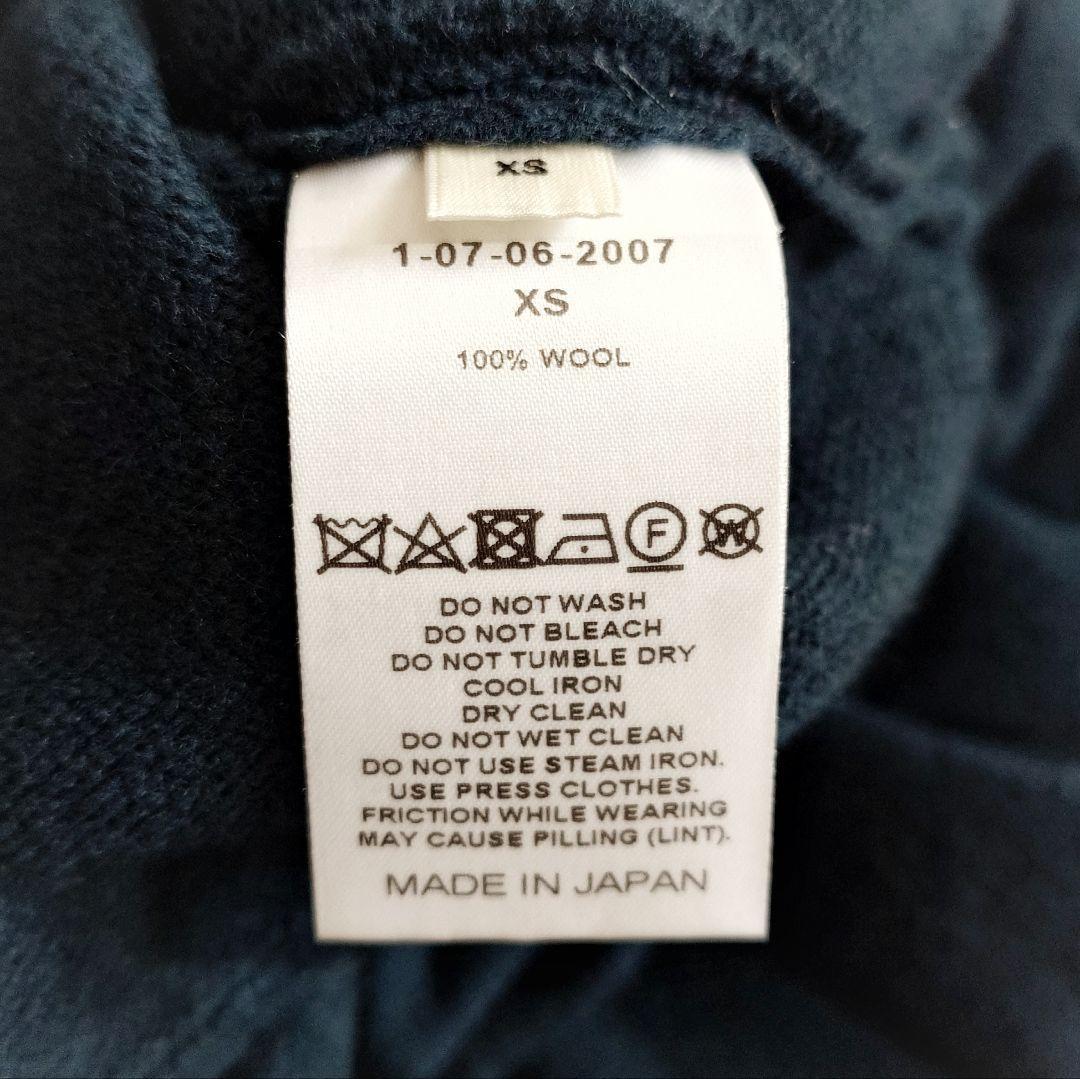 XS
1-07-06-2007
XS
100% WOOL
F W
DO NOT WASH
DO NOT BLEACH
DO NOT TUMBLE DRY
COOL IRON
DRY CLEAN
DO NOT WET CLEAN
DO NOT USE STEAM IRON.
USE PRESS CLOTHES.
FRICTION WHILE WEARING
MAY CAUSE PILLING (LINT).
MADE IN JAPAN